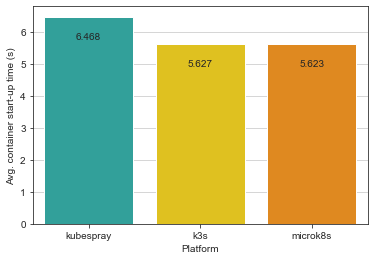 Avg. container start-up time (s)
6
5
4
3
2
1
0
6.468
5.627
5.623
kubespray
k3s
microk8s
Platform